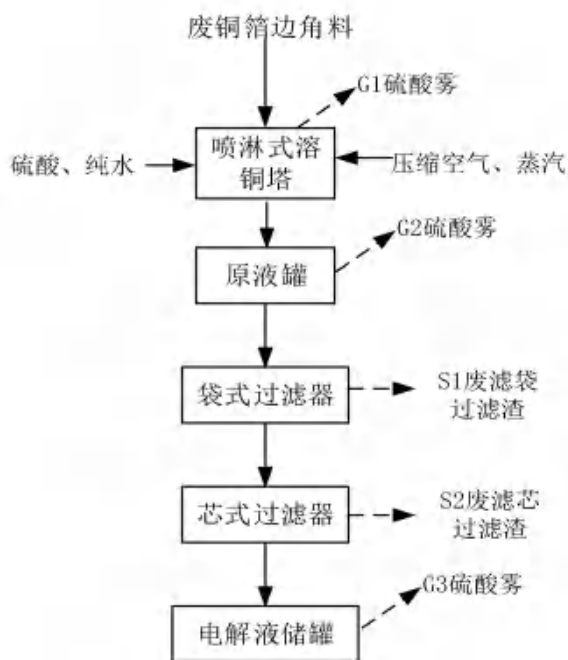 废铜箔边角料
G1硫酸雾
喷淋式溶
铜塔
硫酸、纯水
压缩空气、蒸汽
G2硫酸雾
原液罐
袋式过滤器
S1废滤袋
过滤渣
芯式过滤器
S2废滤芯
过滤渣
G3硫酸雾
电解液储罐